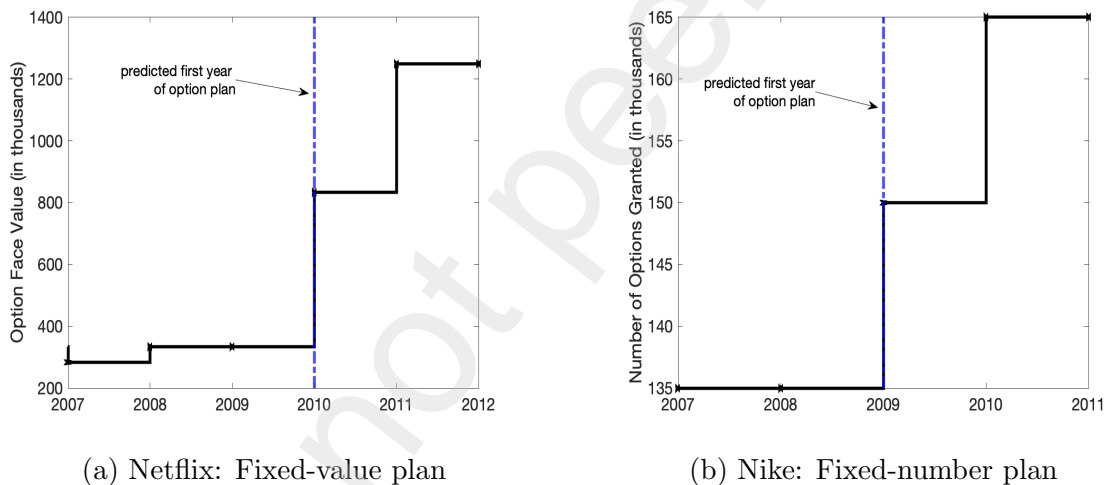 1400
1200
1000
800
600
400
200
Option Face Value (in thousands)
predicted first year
of option plan
2007 2008 2009 2010 2011 2012
(a) Netflix: Fixed-value plan
165
160
155
150
145
140
135
Number of Options Granted (in thousands)
predicted first year
of option plan
2007 2008 2009 2010 2011
(b) Nike: Fixed-number plan
not pee